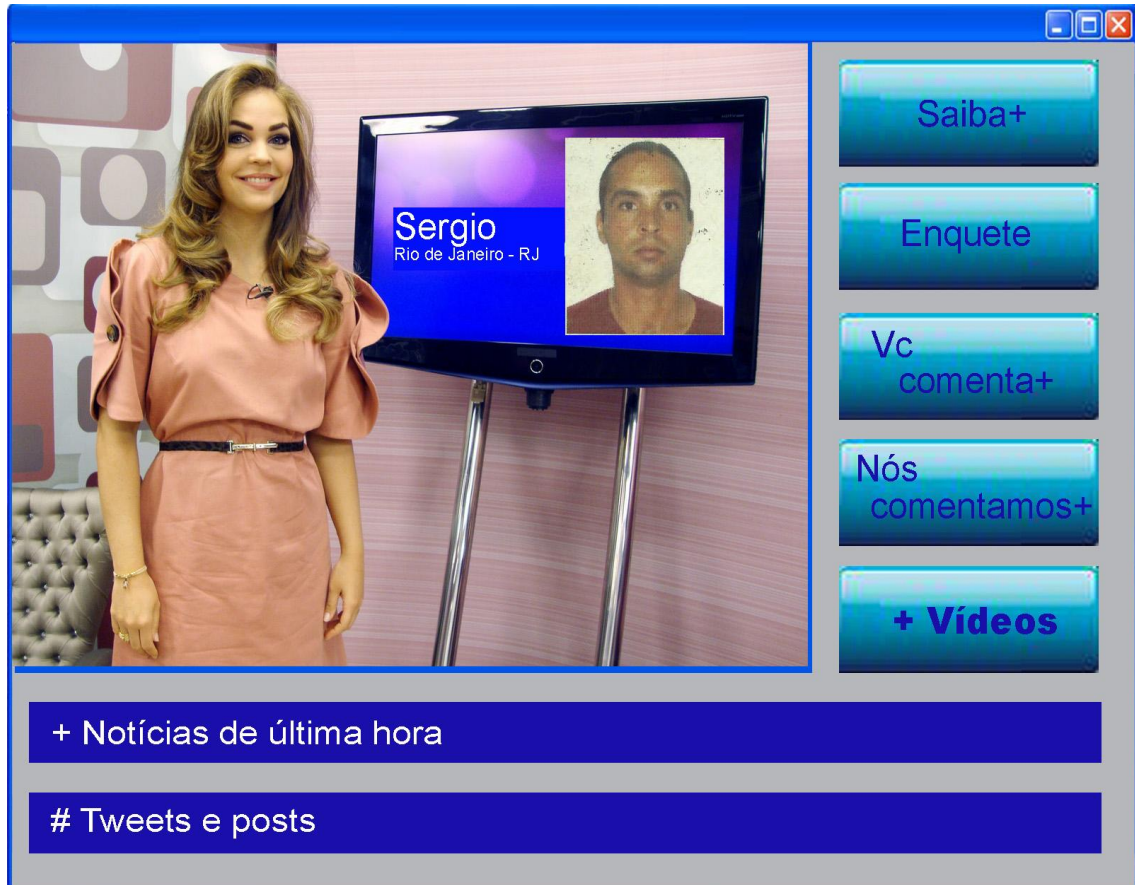 Sergio
Rio de Janeiro - RJ
Saiba+
Enquete
Vc
comenta+
Nós
comentamos+
+ Vídeos
+ Notícias de última hora
# Tweets e posts